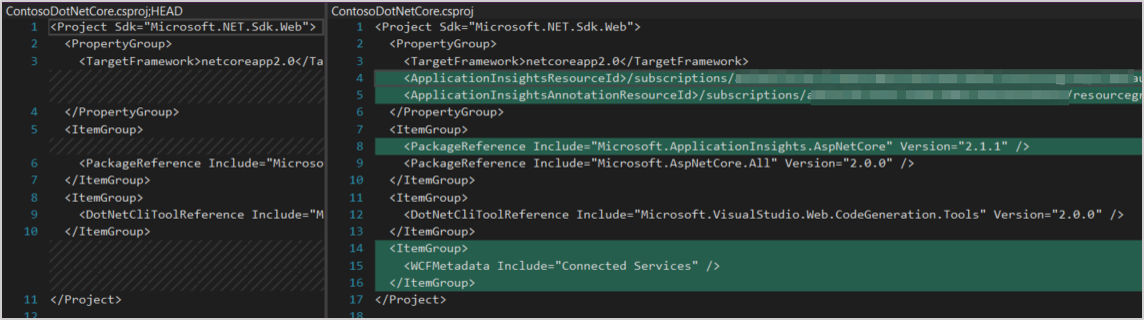 ContosoDotNetCore.csproj;HEAD
1 <Project Sdk="Microsoft.NET.Sdk.Web">
2 <PropertyGroup>
3 <TargetFramework>netcoreapp2.0</Ta
4 </PropertyGroup>
5 <ItemGroup>
6 <PackageReference Include="Microso
7 </ItemGroup>
8 <ItemGroup>
9 <DotNetCliToolReference Include="M
10 </ItemGroup>
11 </Project>
12
ContosoDotNetCore.csproj
1 <Project Sdk="Microsoft.NET.Sdk.Web">
2 <PropertyGroup>
3 <TargetFramework>netcoreapp2.0</TargetFramework>
4 <ApplicationInsightsResourceId>/subscriptions/
5 <ApplicationInsightsAnnotationResourceId>/subscriptions/a /resourcegr
6 </PropertyGroup>
7 <ItemGroup>
8 <PackageReference Include="Microsoft.ApplicationInsights.AspNetCore" Version="2.1.1" />
9 <PackageReference Include="Microsoft.AspNetCore.All" Version="2.0.0" />
10 </ItemGroup>
11 <ItemGroup>
12 <DotNetCliToolReference Include="Microsoft.VisualStudio.Web.CodeGeneration.Tools" Version="2.0.0" />
13 </ItemGroup>
14 <ItemGroup>
15 <WCFMetadata Include="Connected Services" />
16 </ItemGroup>
17 </Project>
18